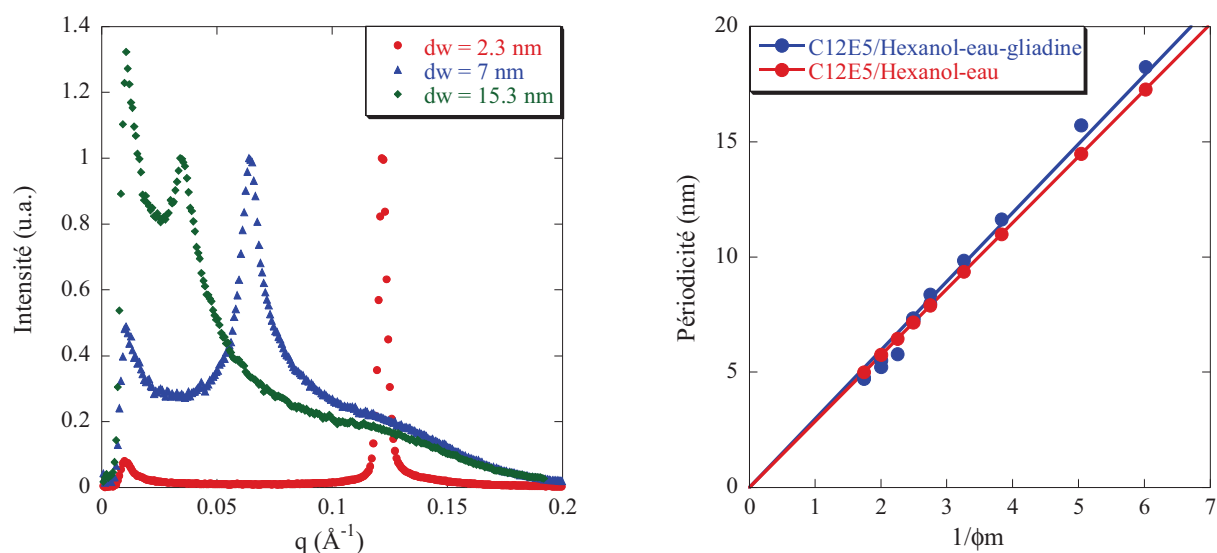 1.4
1.2
1
0.8
0.6
0.4
0.2
0
Intensité (u.a.)
dw = 2.3 nm
dw = 7 nm
dw = 15.3 nm
0 0.05 0.1 0.15 0.2
q (Å-1)
20
15
10
5
0
Périodicité (nm)
C12E5/Hexanol-eau-gliadine
C12E5/Hexanol-eau
0 1 2 3 4 5 6 7
1/ϕm